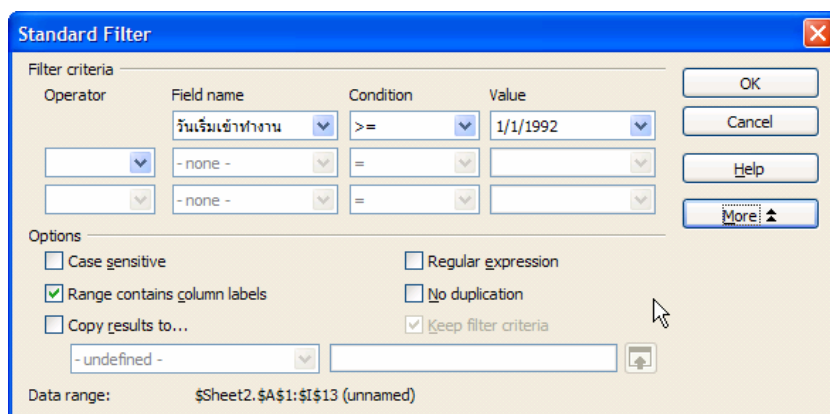 Standard Filter
Filter criteria
Operator Field name Condition Value
วันเริ่มเข้าทำงาน >= 1/1/1992
- none - =
- none - =
OK
Cancel
Help
More
Options
Case sensitive Regular expression
Range contains column labels No duplication
Copy results to... Keep filter criteria
- undefined -
Data range: $Sheet2.$A$1:$I$13 (unnamed)